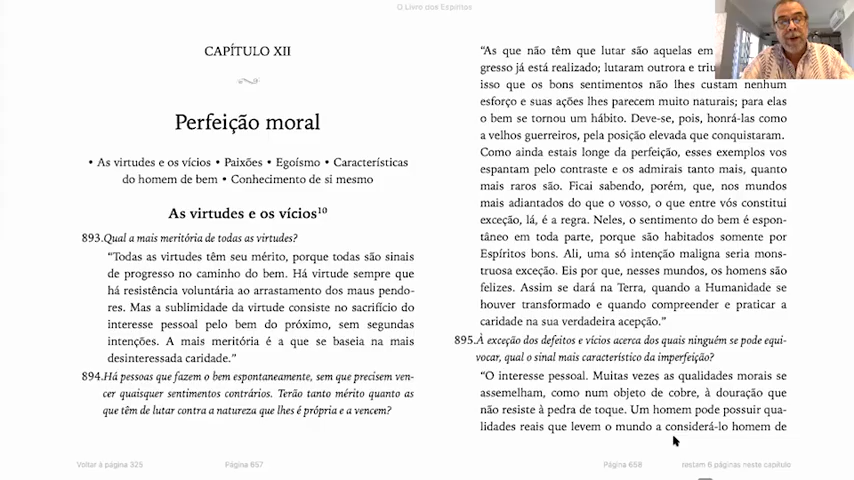 O Livro dos Espíritos
CAPÍTULO XII
Perfeição moral
• As virtudes e os vícios • Paixões • Egoísmo • Características
do homem de bem • Conhecimento de si mesmo
As virtudes e os vícios¹⁰
893. Qual a mais meritória de todas as virtudes?
“Todas as virtudes têm seu mérito, porque todas são sinais
de progresso no caminho do bem. Há virtude sempre que
há resistência voluntária ao arrastamento dos maus pendo-
res. Mas a sublimidade da virtude consiste no sacrifício do
interesse pessoal pelo bem do próximo, sem segundas
intenções. A mais meritória é a que se baseia na mais
desinteressada caridade.”
894. Há pessoas que fazem o bem espontaneamente, sem que precisem ven-
cer quaisquer sentimentos contrários. Terão tanto mérito quanto as
que têm de lutar contra a natureza que lhes é própria e a vencem?
Voltar à página 325
Página 657
“As que não têm que lutar são aquelas em
gresso já está realizado; lutaram outrora e triu
isso que os bons sentimentos não lhes custam nenhum
esforço e suas ações lhes parecem muito naturais; para elas
o bem se tornou um hábito. Deve-se, pois, honrá-las como
a velhos guerreiros, pela posição elevada que conquistaram.
Como ainda estais longe da perfeição, esses exemplos vos
espantam pelo contraste e os admirais tanto mais, quanto
mais raros são. Ficai sabendo, porém, que, nos mundos
mais adiantados do que o vosso, o que entre vós constitui
exceção, lá, é a regra. Neles, o sentimento do bem é espon-
tâneo em toda parte, porque são habitados somente por
Espíritos bons. Ali, uma só intenção maligna seria mons-
truosa exceção. Eis por que, nesses mundos, os homens são
felizes. Assim se dará na Terra, quando a Humanidade se
houver transformado e quando compreender e praticar a
caridade na sua verdadeira acepção.”
895. À exceção dos defeitos e vícios acerca dos quais ninguém se pode equi-
vocar, qual o sinal mais característico da imperfeição?
“O interesse pessoal. Muitas vezes as qualidades morais se
assemelham, como num objeto de cobre, à douração que
não resiste à pedra de toque. Um homem pode possuir qua-
lidades reais que levem o mundo a considerá-lo homem de
Página 658
restam 6 páginas neste capítulo